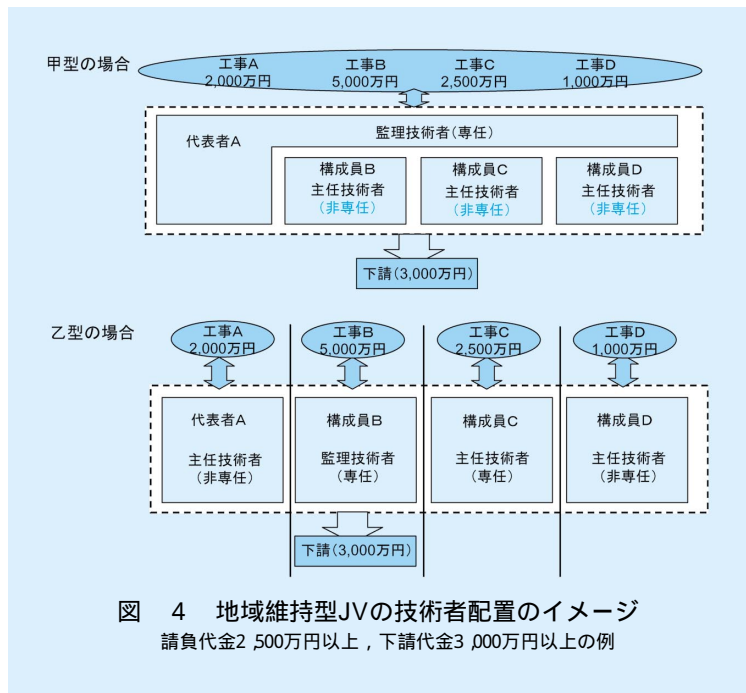 甲型の場合
工事A 工事B 工事C 工事D
2,000万円 5,000万円 2,500万円 1,000万円
代表者A
監理技術者(専任)
構成員B
主任技術者
(非専任)
構成員C
主任技術者
(非専任)
構成員D
主任技術者
(非専任)
下請(3,000万円)
乙型の場合
工事A
2,000万円
工事B
5,000万円
工事C
2,500万円
工事D
1,000万円
代表者A
主任技術者
(非専任)
構成員B
監理技術者
(専任)
構成員C
主任技術者
(専任)
構成員D
主任技術者
(非専任)
下請(3,000万円)
図 4 地域維持型JVの技術者配置のイメージ
請負代金2,500万円以上，下請代金3,000万円以上の例